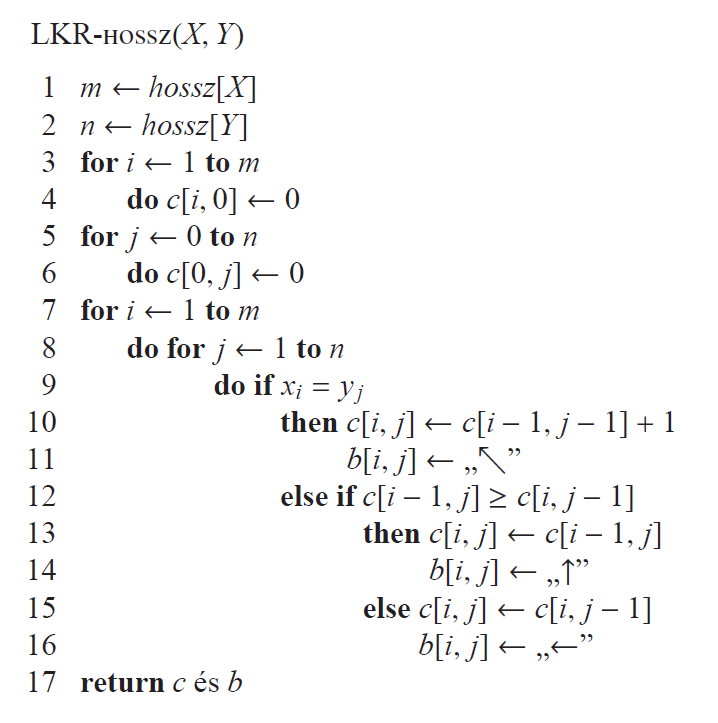 LKR-HOSSZ(X, Y)
1 m ← hossz[X]
2 n ← hossz[Y]
3 for i ← 1 to m
4 do c[i, 0] ← 0
5 for j ← 0 to n
6 do c[0, j] ← 0
7 for i ← 1 to m
8 do for j ← 1 to n
9 do if xᵢ = yⱼ
10 then c[i, j] ← c[i − 1, j − 1] + 1
11 b[i, j] ← „↖”
12 else if c[i − 1, j] ≥ c[i, j − 1]
13 then c[i, j] ← c[i − 1, j]
14 b[i, j] ← „↑”
15 else c[i, j] ← c[i, j − 1]
16 b[i, j] ← „←”
17 return c és b